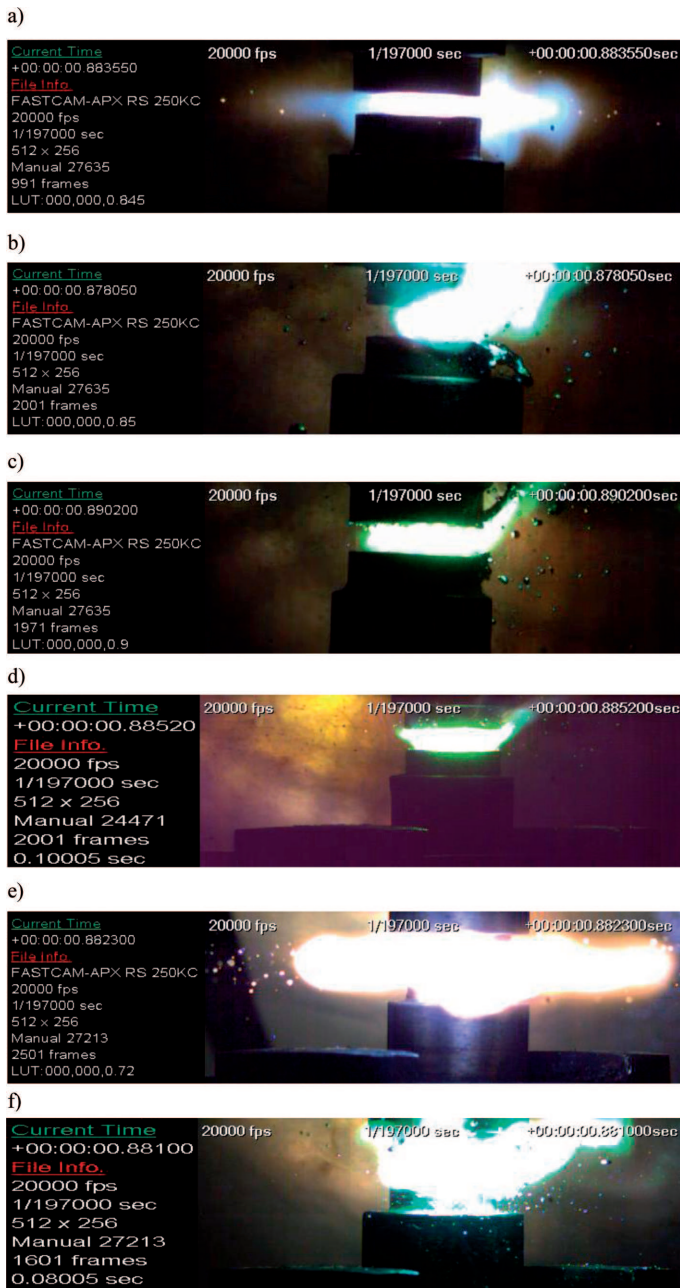 a)
Current Time
20000 fps 1/197000 sec +00:00:00.883550
+00:00:00.883550
File Info.
FASTCAM-APX RS 250KC
20000 fps
1/197000 sec
512 x 256
Manual 27635
991 frames
LUT:000,000,0.845
b)
Current Time
20000 fps 1/197000 sec +00:00:00.878050sec
+00:00:00.878050
File Info.
FASTCAM-APX RS 250KC
20000 fps
1/197000 sec
512 x 256
Manual 27635
2001 frames
LUT:000,000,0.85
c)
Current Time
20000 fps 1/197000 sec +00:00:00.890200sec
+00:00:00.890200
File Info.
FASTCAM-APX RS 250KC
20000 fps
1/197000 sec
512 x 256
Manual 27635
1971 frames
LUT:000,000,0.9
d)
Current Time
20000 fps 1/197000 sec +00:00:00.885200sec
+00:00:00.88520
File Info.
20000 fps
1/197000 sec
512 x 256
Manual 24471
2001 frames
0.10005 sec
e)
Current Time
20000 fps 1/197000 sec +00:00:00.882300sec
+00:00:00.882300
File Info.
FASTCAM-APX RS 250KC
20000 fps
1/197000 sec
512 x 256
Manual 27213
2501 frames
LUT:000,000,0.72
f)
Current Time
20000 fps 1/197000 sec +00:00:00.881000sec
+00:00:00.88100
File Info.
20000 fps
1/197000 sec
512 x 256
Manual 27213
1601 frames
0.08005 sec